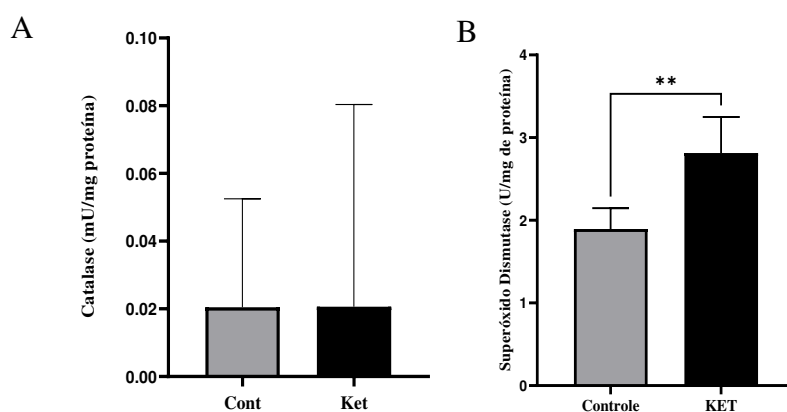 A
Catalase (mU/mg proteína)
0.10
0.08
0.06
0.04
0.02
0.00
Cont
Ket
B
Superóxido Dismutase (U/mg de proteína)
4
3
2
1
0
**
Controle
KET